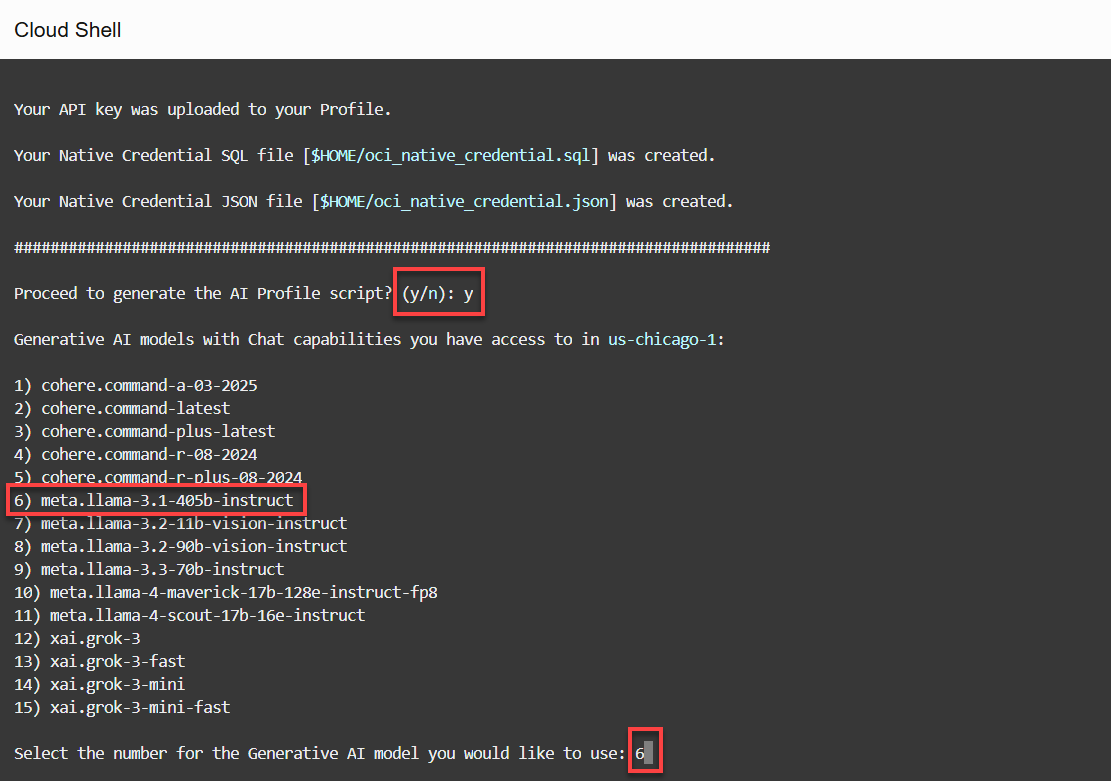 Cloud Shell
Your API key was uploaded to your Profile.
Your Native Credential SQL file [$HOME/oci_native_credential.sql] was created.
Your Native Credential JSON file [$HOME/oci_native_credential.json] was created.
####################################################################################
Proceed to generate the AI Profile script? (y/n): y
Generative AI models with Chat capabilities you have access to in us-chicago-1:
1) cohere.command-a-03-2025
2) cohere.command-latest
3) cohere.command-plus-latest
4) cohere.command-r-08-2024
5) cohere.command-r-plus-08-2024
6) meta.llama-3.1-405b-instruct
7) meta.llama-3.2-11b-vision-instruct
8) meta.llama-3.2-90b-vision-instruct
9) meta.llama-3.3-70b-instruct
10) meta.llama-4-maverick-17b-128e-instruct-fp8
11) meta.llama-4-scout-17b-16e-instruct
12) xai.grok-3
13) xai.grok-3-fast
14) xai.grok-3-mini
15) xai.grok-3-mini-fast
Select the number for the Generative AI model you would like to use: 6